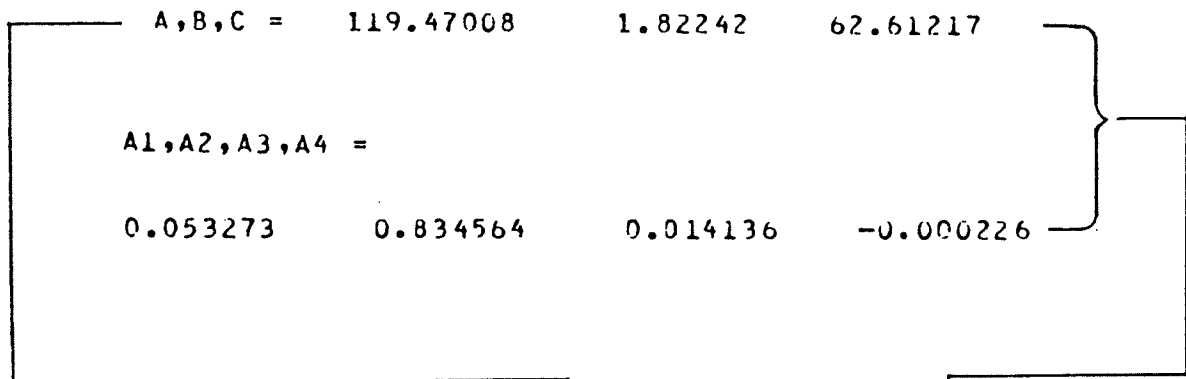 A,B,C = 119.47008 1.82242 62.61217
A1,A2,A3,A4 =
0.053273 0.834564 0.014136 -0.000226